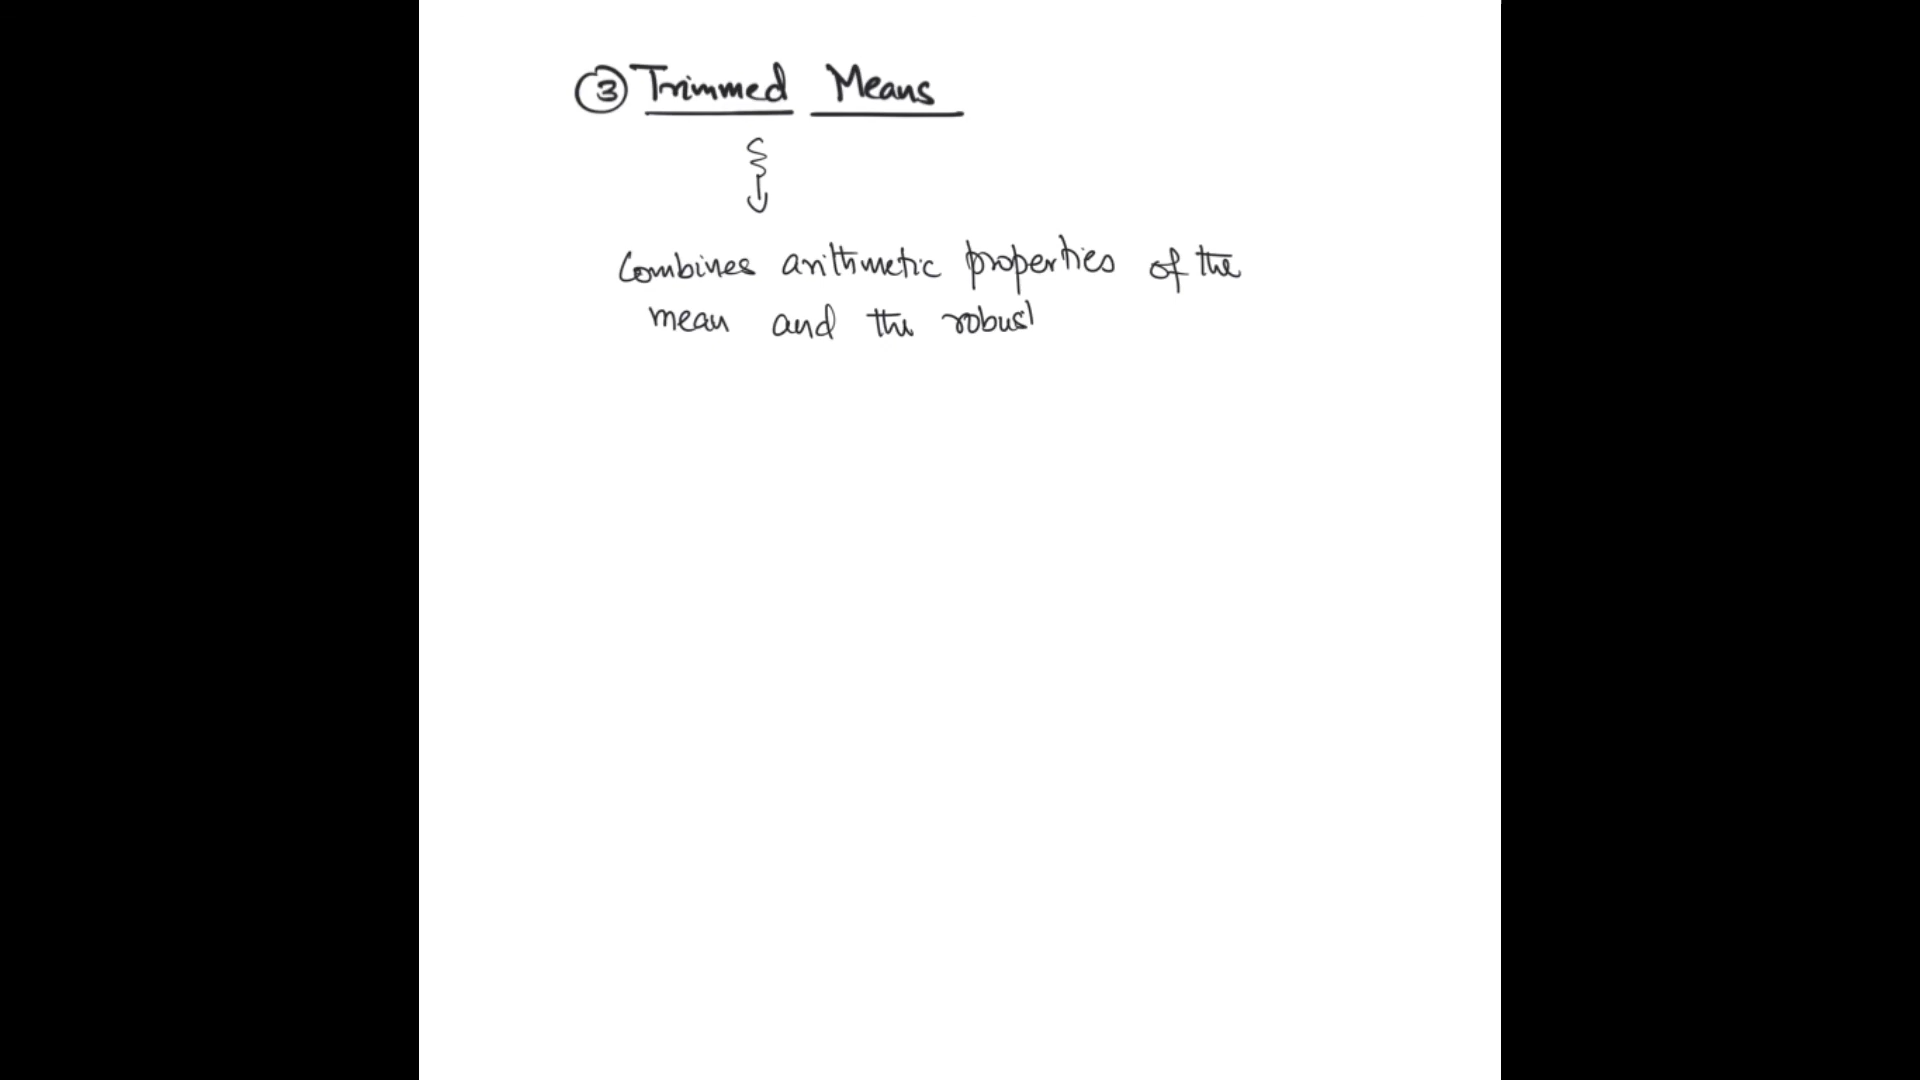 ③ Trimmed Means
Combines arithmetic properties of the
mean and the robust